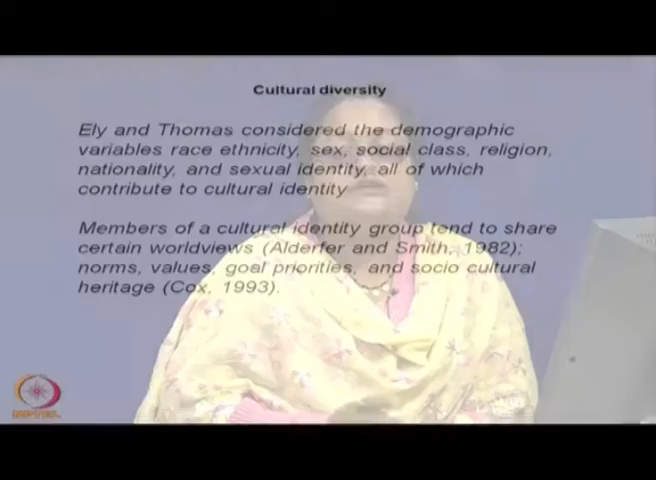 Cultural diversity
Ely and Thomas considered the demographic
variables race ethnicity, sex, social class, religion,
nationality, and sexual identity, all of which
contribute to cultural identity
Members of a cultural identity group tend to share
certain worldviews (Alderfer and Smith, 1982);
norms, values, goal priorities, and socio cultural
heritage (Cox, 1993).